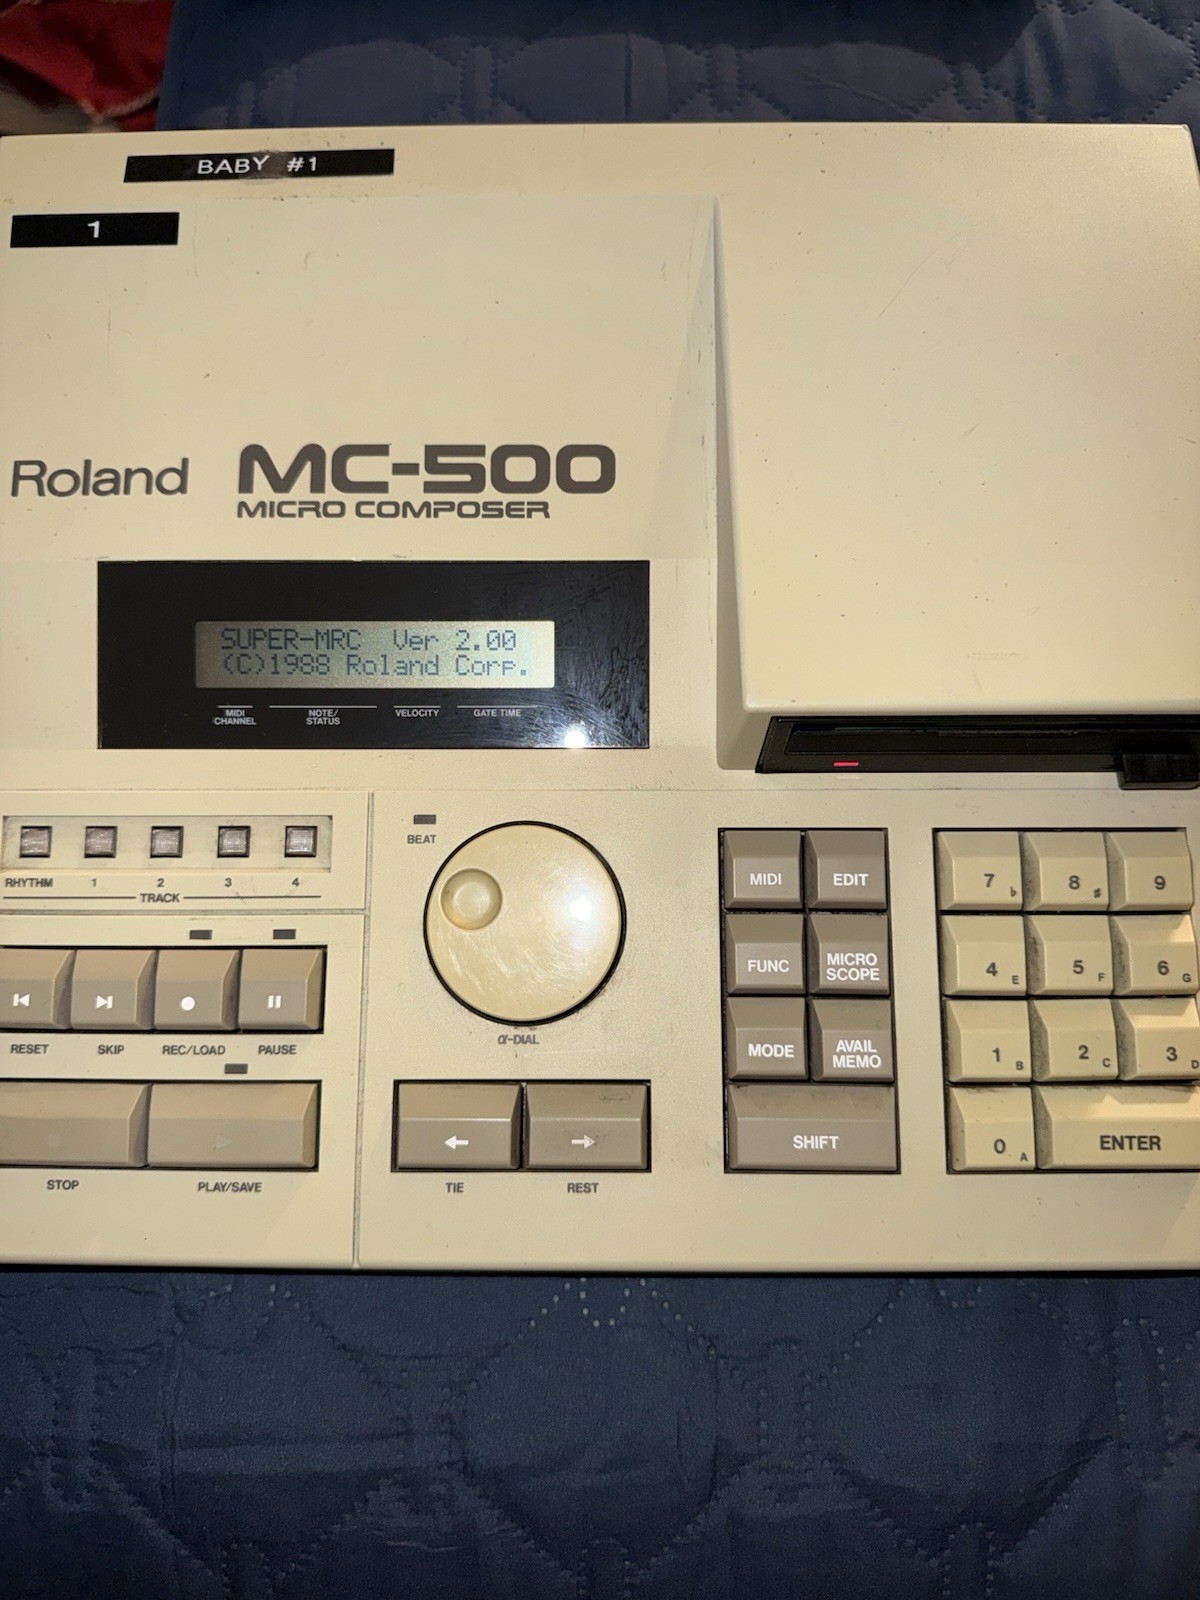 BABY #1
1
Roland MC-500
MICRO COMPOSER
SUPER-MRC Ver 2.00
(C)1988 Roland Corp.
MIDI CHANNEL
NOTE/ STATUS
VELOCITY
GATE TIME
BEAT
RHYTHM 1 2 3 4
TRACK
RESET SKIP REC/LOAD PAUSE
STOP PLAY/SAVE
α-DIAL
TIE REST
MIDI EDIT
FUNC MICRO SCOPE
MODE AVAIL MEMO
SHIFT
7 ♭ 8 ♯ 9
4 E 5 F 6 G
1 B 2 C 3 D
0 A ENTER